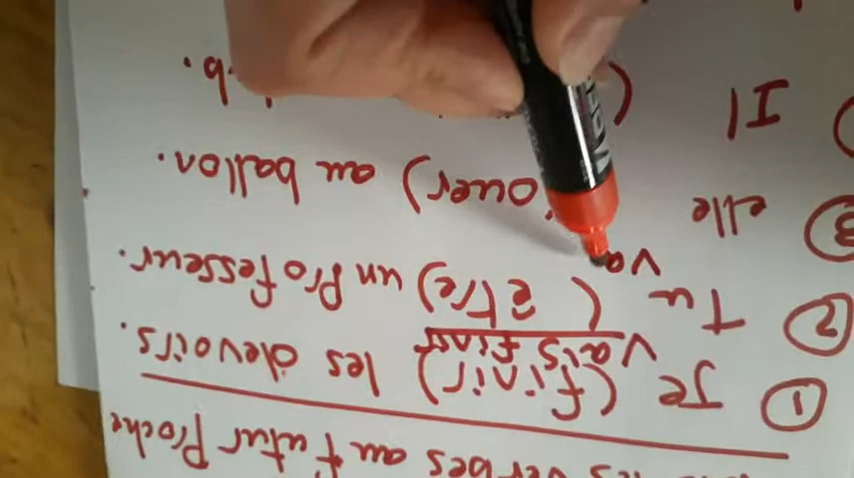 verbes au Futur Proche
① Je (finir) les devoirs.
vais finir
② Tu (être) un Professeur.
va
③ elle jouer) au ballon.
Il (